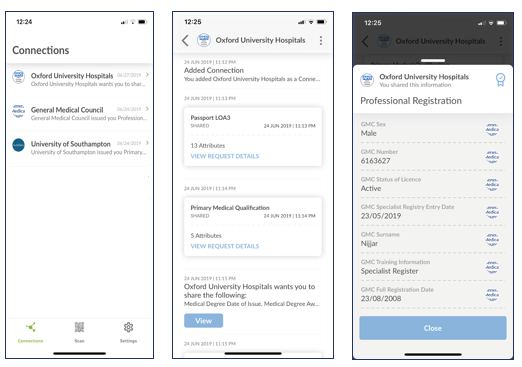 12:24
Connections
Oxford University Hospitals 06/27/2019
Oxford University Hospitals wants you to shar...
General Medical Council 06/26/2019
General Medical Council issued you Profession...
University of Southampton 06/24/2019
University of Southampton issued you Primary...
Connections
Scan
Settings
12:25
Oxford University Hospitals
24 JUN 2019 | 11:13 PM
Added Connection
You added Oxford University Hospitals as a Conne...
24 JUN 2019 | 11:13 PM
Passport LOA3
SHARED 24 JUN 2019 | 11:13 PM
13 Attributes
VIEW REQUEST DETAILS
24 JUN 2019 | 11:14 PM
Primary Medical Qualification
SHARED 24 JUN 2019 | 11:14 PM
5 Attributes
VIEW REQUEST DETAILS
24 JUN 2019 | 11:15 PM
Oxford University Hospitals wants you to
share the following:
Medical Degree Date of Issue, Medical Degree Aw...
View
24 JUN 2019 | 11:15 PM
12:25
Oxford University Hospitals
Oxford University Hospitals
You shared this information
Professional Registration
GMC Sex
Male
GMC Number
6163627
GMC Status of Licence
Active
GMC Specialist Registry Entry Date
23/05/2019
GMC Surname
Nijjar
GMC Training Information
Specialist Register
GMC Full Registration Date
23/08/2008
Close